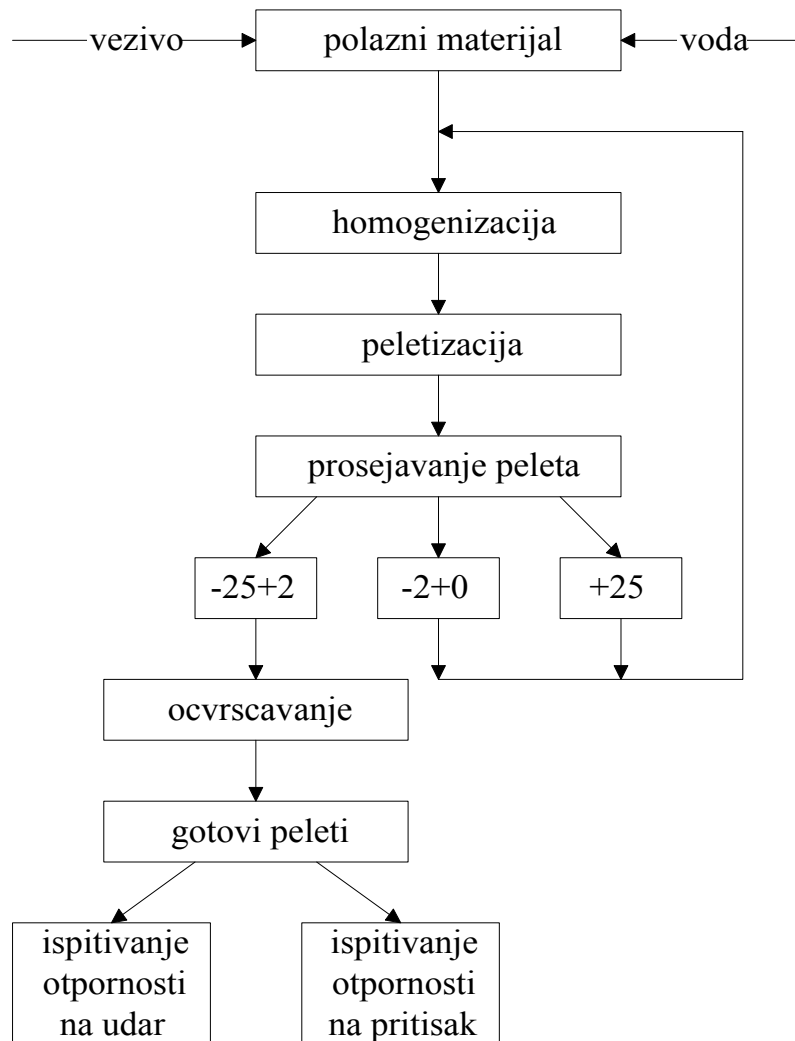 vezivo
polazni materijal
voda
homogenizacija
peletizacija
prosejavanje peleta
-25+2
-2+0
+25
ocvrscavanje
gotovi peleti
ispitivanje
otpornosti
na udar
ispitivanje
otpornosti
na pritisak